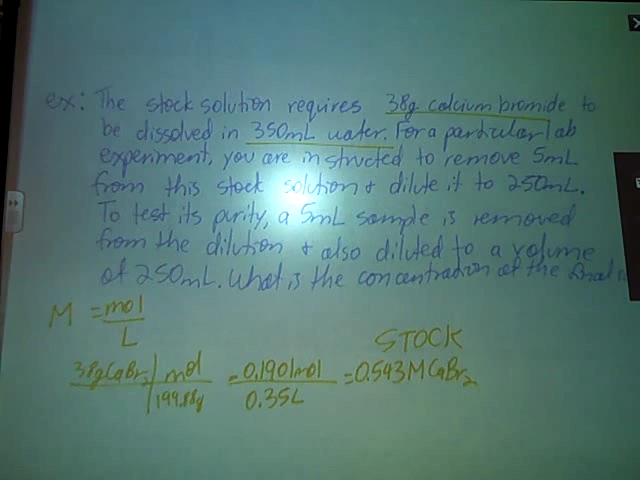 ex: The stock solution requires 38g calcium bromide to
be dissolved in 350mL water. For a particular lab
experiment, you are instructed to remove 5mL
from this stock solution & dilute it to 250mL.
To test its purity, a 5mL sample is removed
from the dilution & also diluted to a volume
of 250mL. What is the concentration of the final
M = mol
L
STOCK
38g CaBr2 | mol = 0.1901 mol = 0.543 M CaBr2
199.88g 0.35L